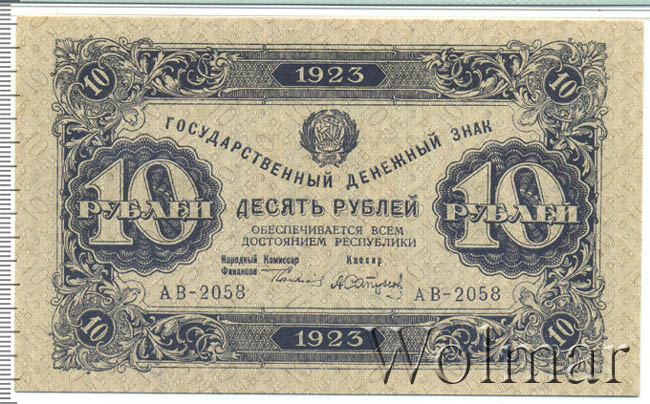 10 1923 10
ГОСУДАРСТВЕННЫЙ ДЕНЕЖНЫЙ ЗНАК
10 РУБЛЕЙ
ДЕСЯТЬ РУБЛЕЙ
10 РУБЛЕЙ
ОБЕСПЕЧИВАЕТСЯ ВСЕМ
ДОСТОЯНИЕМ РЕСПУБЛИКИ
Народный Комиссар
Финансов
Кассир
АВ-2058 АВ-2058
10 1923 10
Wolmar